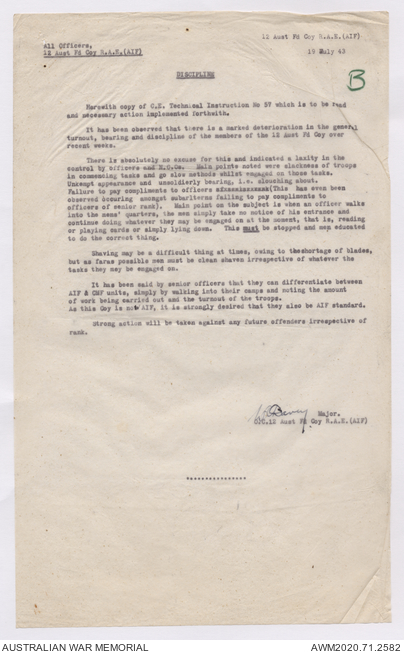 12 Aust Fd Coy R.A.E.(AIF)
All Officers,
12 Aust Fd Coy R.A.E.(AIF)
July 43
DISCIPLINE
B
Herewith copy of C.E. Technical Instruction No 57 which is to be read
and necessary action implemented forthwith.
It has been observed that there is a marked deterioration in the general
turnout, bearing and discipline of the members of the 12 Aust Fd Coy over
recent weeks.
There is absolutely no excuse for this and indicated a laxity in the
control by officers and N.C.Os. Main points noted were slackness of troops
in commencing tasks and go slow methods whilst engaged on those tasks.
Unkempt appearance and unsoldierly bearing, i.e. slouching about.
Failure to pay compliments to officers (This has even been
observed occuring amongst subalterns failing to pay compliments to
officers of senior rank). Main point on the subject is when an officer walks
into the mens' quarters, the men simply take no notice of his entrance and
continue doing whatever they may be engaged on at the moment, that is, reading
or playing cards or simply lying down. This must be stopped and men educated
to do the correct thing.
Shaving may be a difficult thing at times, owing to theshortage of blades,
but as faras possible men must be clean shaven irrespective of whatever the
tasks they may be engaged on.
It has been said by senior officers that they can differentiate between
AIF & CMF units, simply by walking into their camps and noting the amount
of work being carried out and the turnout of the troops.
As this Coy is now AIF, it is strongly desired that they also be AIF standard.
Strong action will be taken against any future offenders irrespective of
rank.
Major.
O.C.12 Aust Fd Coy R.A.E.(AIF)
AUSTRALIAN WAR MEMORIAL
AWM2020.71.2582